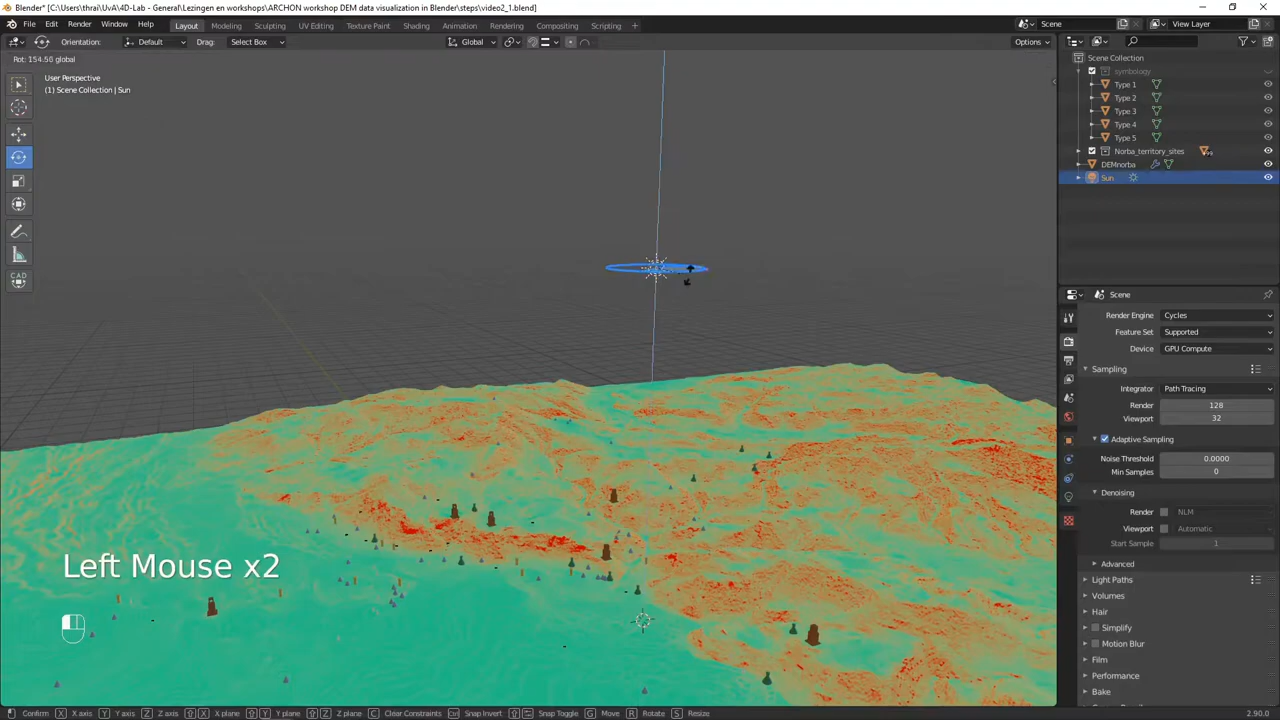 Blender* [C:\Users\thrai\UvA\4D-Lab - General\Lezingen en workshops\ARCHON workshop DEM data visualization in Blender\steps\video2_1.blend]
File Edit Render Window Help Layout Modeling Sculpting UV Editing Texture Paint Shading Animation Rendering Compositing Scripting Scene View Layer
Orientation: Default Drag: Select Box Global Options
Rot: 154.56 global
User Perspective
(1) Scene Collection | Sun
CAD
Left Mouse x2
Scene Collection
symbology
Type 1
Type 2
Type 3
Type 4
Type 5
Norba_territory_sites
DEMnorba
Sun
Scene
Render Engine Cycles
Feature Set Supported
Device GPU Compute
Sampling
Integrator Path Tracing
Render 128
Viewport 32
Adaptive Sampling
Noise Threshold 0.0000
Min Samples 0
Denoising
Render NLM
Viewport Automatic
Start Sample 1
Advanced
Light Paths
Volumes
Hair
Simplify
Motion Blur
Film
Performance
Bake
Confirm X X axis Y Y axis Z Z axis X X plane Y Y plane Z Z plane C Clear Constraints Snap Invert Snap Toggle G Move R Rotate S Resize 2.90.0